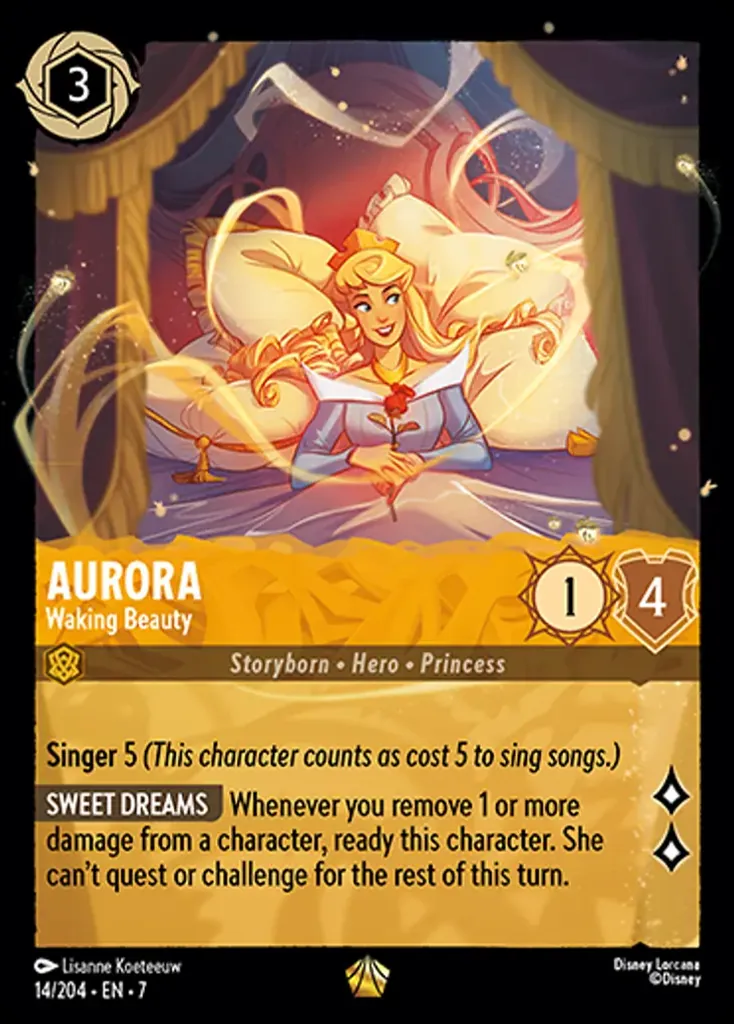 3
AURORA
Waking Beauty
1
4
Storyborn • Hero • Princess
Singer 5 (This character counts as cost 5 to sing songs.)
SWEET DREAMS Whenever you remove 1 or more
damage from a character, ready this character. She
can't quest or challenge for the rest of this turn.
Lisanne Koeteeuw
14/204 • EN • 7
Disney Lorcana
©Disney